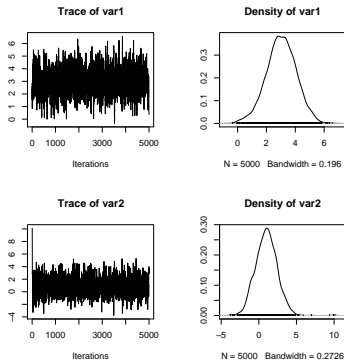 Trace of var1
6
5
4
3
2
1
0
0 1000 3000 5000
Iterations
Density of var1
0.3
0.2
0.1
0.0
0 2 4 6
N = 5000 Bandwidth = 0.196
Trace of var2
8
4
2
0
−4
0 1000 3000 5000
Iterations
Density of var2
0.30
0.20
0.10
0.00
−5 0 5 10
N = 5000 Bandwidth = 0.2726